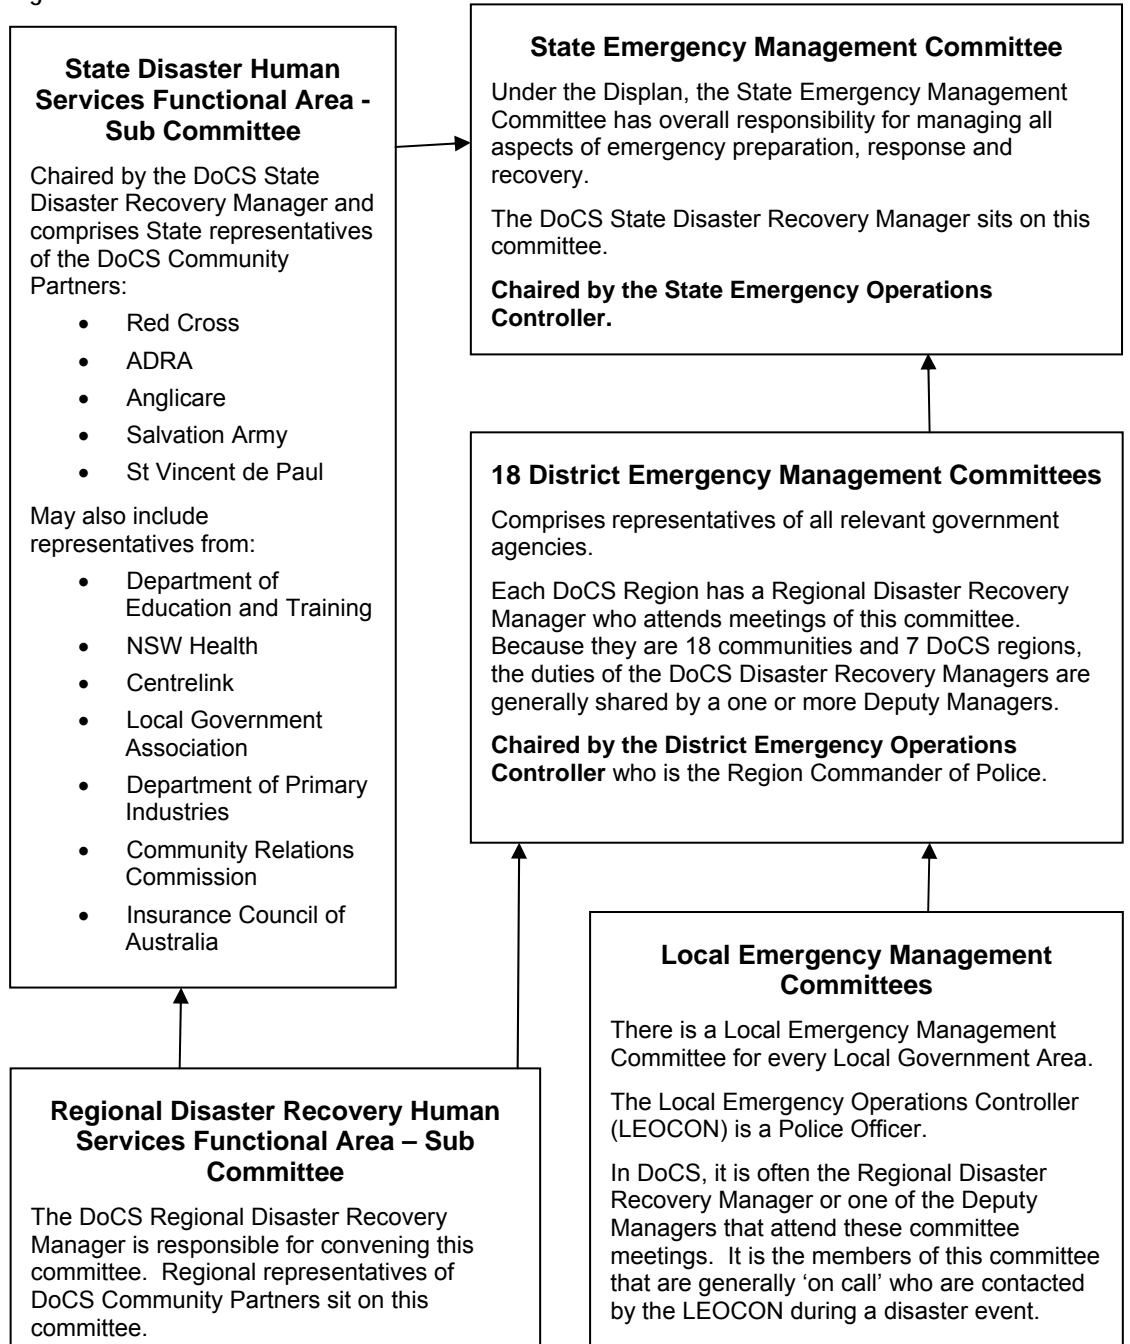 State Disaster Human
Services Functional Area -
Sub Committee
Chaired by the DoCS State
Disaster Recovery Manager and
comprises State representatives
of the DoCS Community
Partners:
• Red Cross
• ADRA
• Anglicare
• Salvation Army
• St Vincent de Paul
May also include
representatives from:
• Department of
Education and Training
• NSW Health
• Centrelink
• Local Government
Association
• Department of Primary
Industries
• Community Relations
Commission
• Insurance Council of
Australia
State Emergency Management Committee
Under the Displan, the State Emergency Management
Committee has overall responsibility for managing all
aspects of emergency preparation, response and
recovery.
The DoCS State Disaster Recovery Manager sits on this
committee.
Chaired by the State Emergency Operations
Controller.
18 District Emergency Management Committees
Comprises representatives of all relevant government
agencies.
Each DoCS Region has a Regional Disaster Recovery
Manager who attends meetings of this committee.
Because they are 18 communities and 7 DoCS regions,
the duties of the DoCS Disaster Recovery Managers are
generally shared by a one or more Deputy Managers.
Chaired by the District Emergency Operations
Controller who is the Region Commander of Police.
Regional Disaster Recovery Human
Services Functional Area – Sub
Committee
The DoCS Regional Disaster Recovery
Manager is responsible for convening this
committee. Regional representatives of
DoCS Community Partners sit on this
committee.
Local Emergency Management
Committees
There is a Local Emergency Management
Committee for every Local Government Area.
The Local Emergency Operations Controller
(LEOCON) is a Police Officer.
In DoCS, it is often the Regional Disaster
Recovery Manager or one of the Deputy
Managers that attend these committee
meetings. It is the members of this committee
that are generally ‘on call’ who are contacted
by the LEOCON during a disaster event.